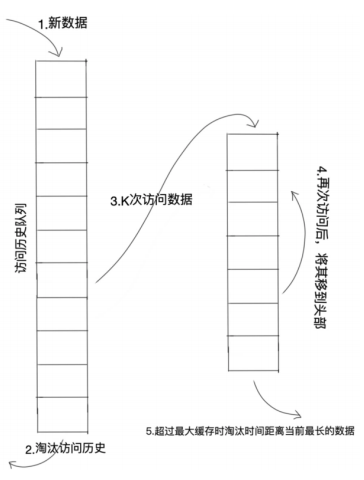 1.新数据
访问历史队列
3.K次访问数据
4.再次访问后，将其移到头部
2.淘汰访问历史
5.超过最大缓存时淘汰时间距离当前最长的数据